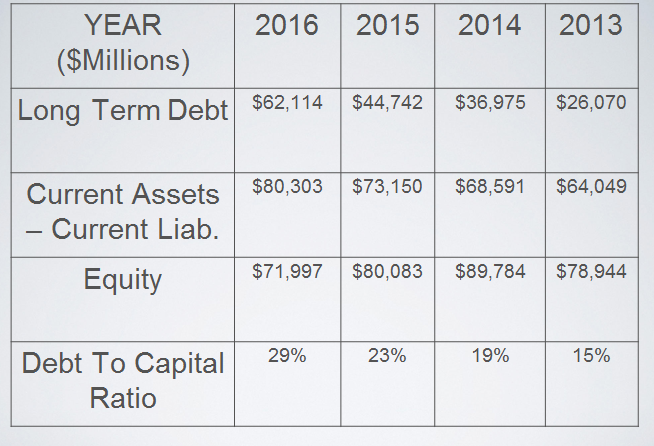 YEAR 2016 2015 2014 2013
($Millions)
Long Term Debt $62,114 $44,742 $36,975 $26,070
Current Assets $80,303 $73,150 $68,591 $64,049
– Current Liab.
Equity $71,997 $80,083 $89,784 $78,944
Debt To Capital 29% 23% 19% 15%
Ratio